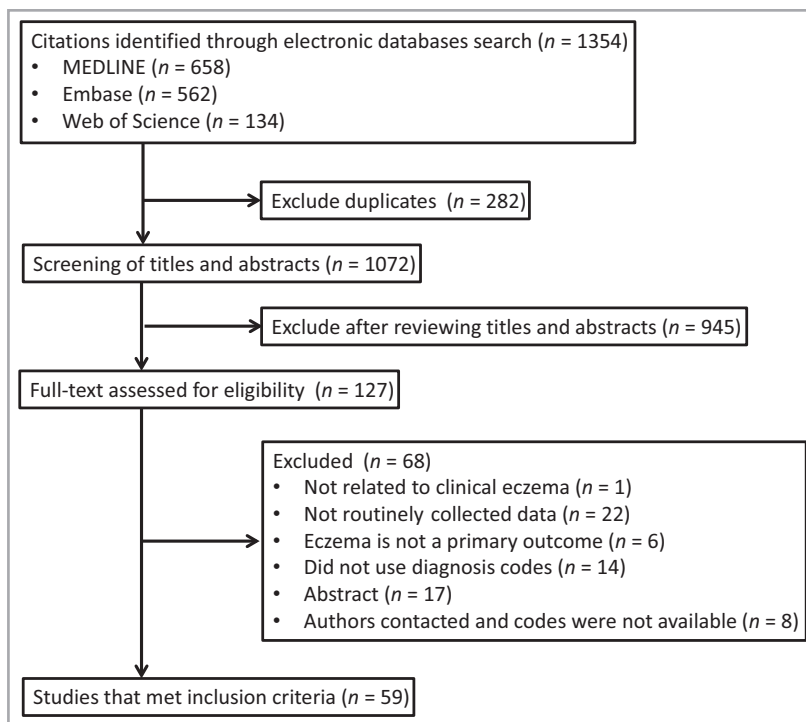 Citations identified through electronic databases search (n = 1354)
• MEDLINE (n = 658)
• Embase (n = 562)
• Web of Science (n = 134)
Exclude duplicates (n = 282)
Screening of titles and abstracts (n = 1072)
Exclude after reviewing titles and abstracts (n = 945)
Full-text assessed for eligibility (n = 127)
Excluded (n = 68)
• Not related to clinical eczema (n = 1)
• Not routinely collected data (n = 22)
• Eczema is not a primary outcome (n = 6)
• Did not use diagnosis codes (n = 14)
• Abstract (n = 17)
• Authors contacted and codes were not available (n = 8)
Studies that met inclusion criteria (n = 59)